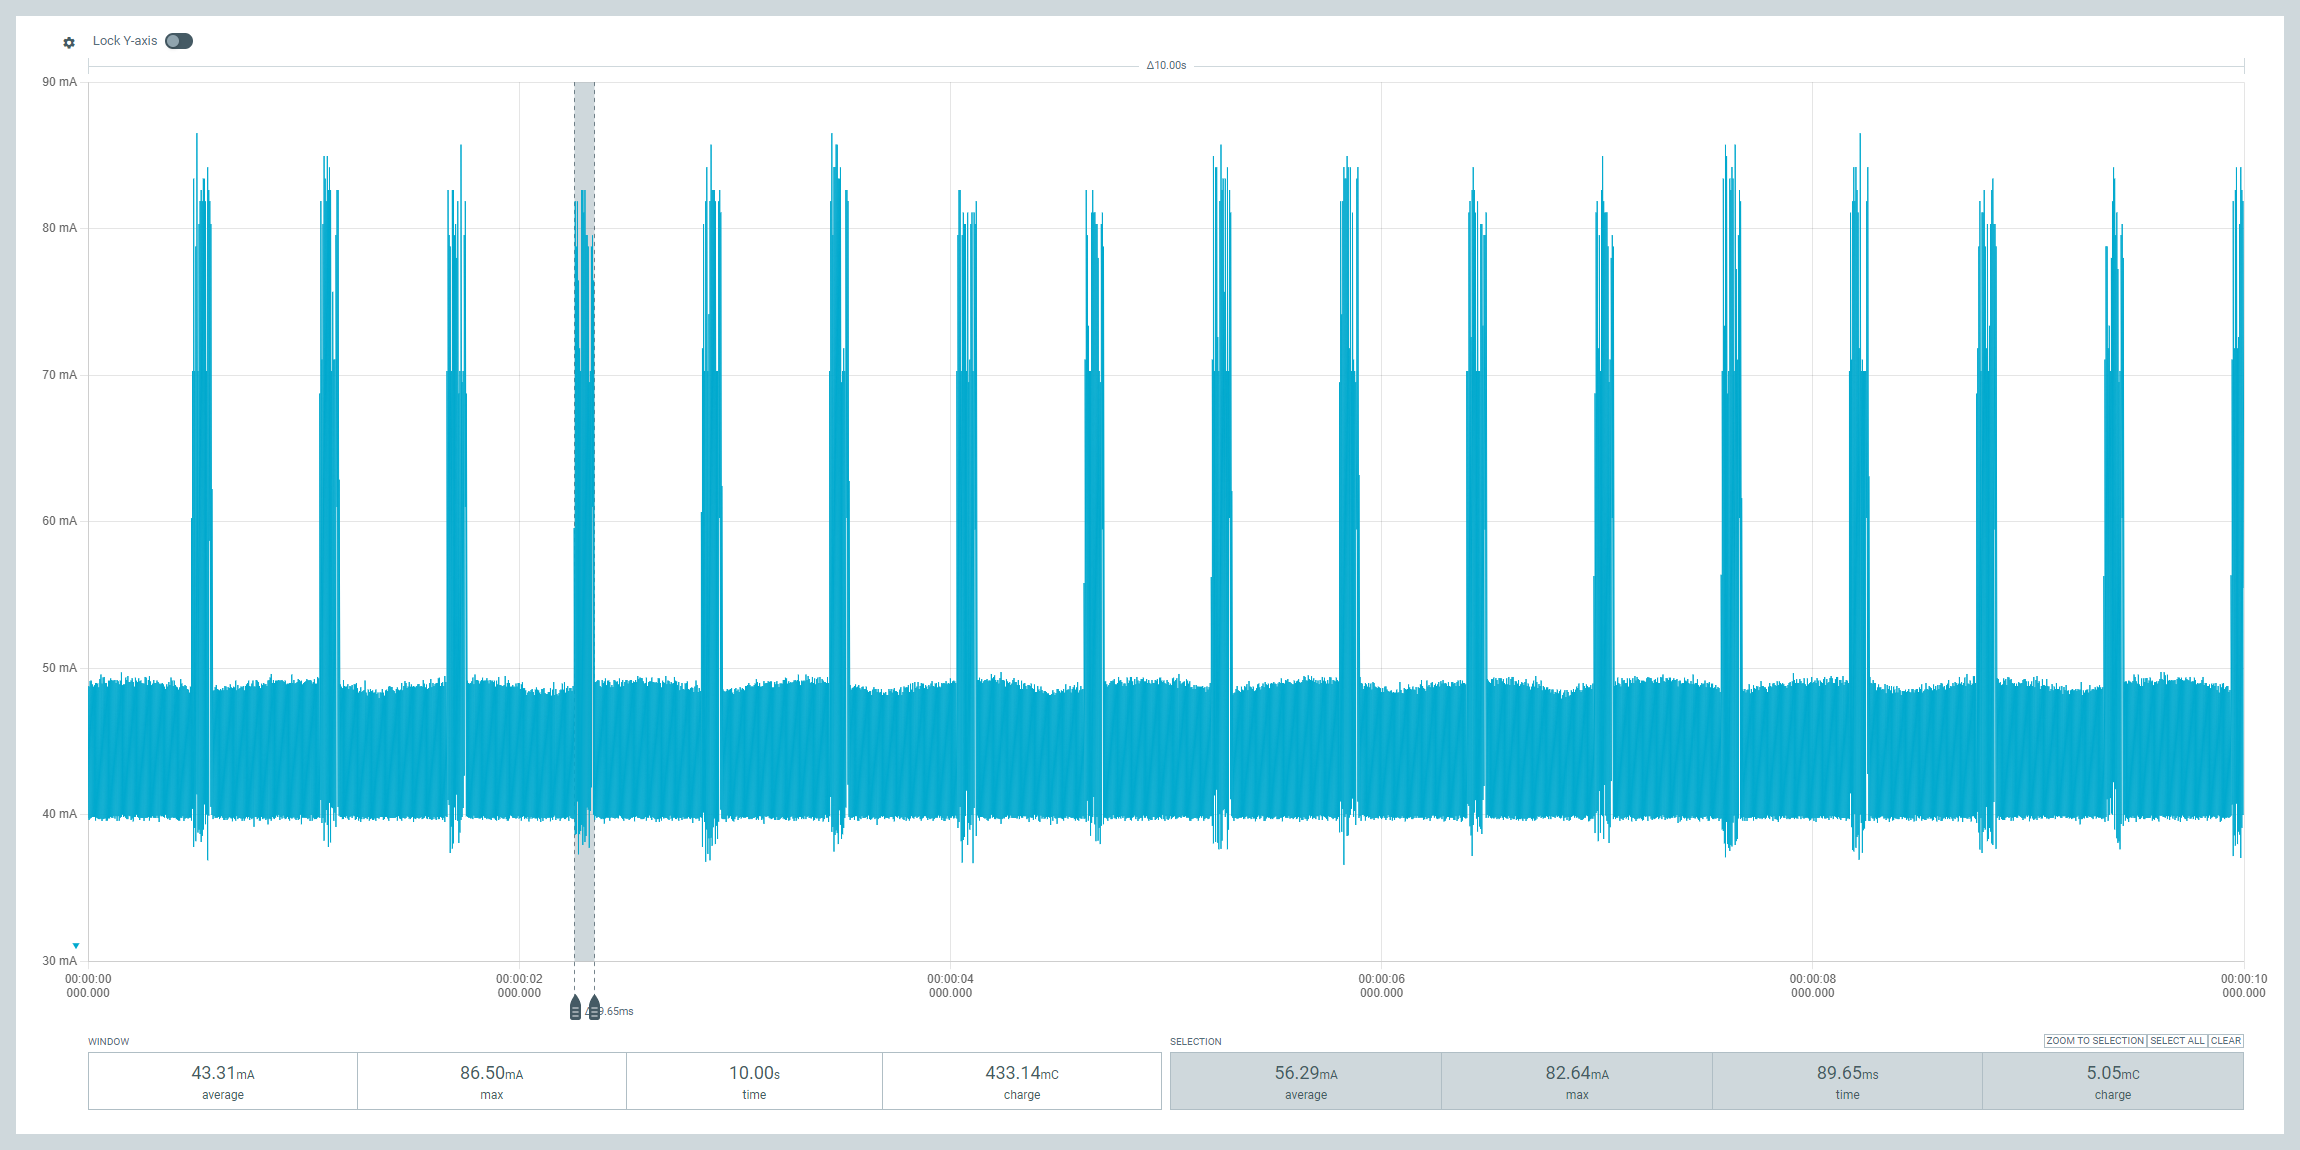 Lock Y-axis
Δ10.00s
90 mA
80 mA
70 mA
60 mA
50 mA
40 mA
30 mA
00:00:00 00:00:02 00:00:04 00:00:06 00:00:08 00:00:10
000.000 000.000 000.000 000.000 000.000 000.000
9.65ms
WINDOW
43.31mA 86.50mA 10.00s 433.14mC
average max time charge
SELECTION
ZOOM TO SELECTION SELECT ALL CLEAR
56.29mA 82.64mA 89.65ms 5.05mC
average max time charge